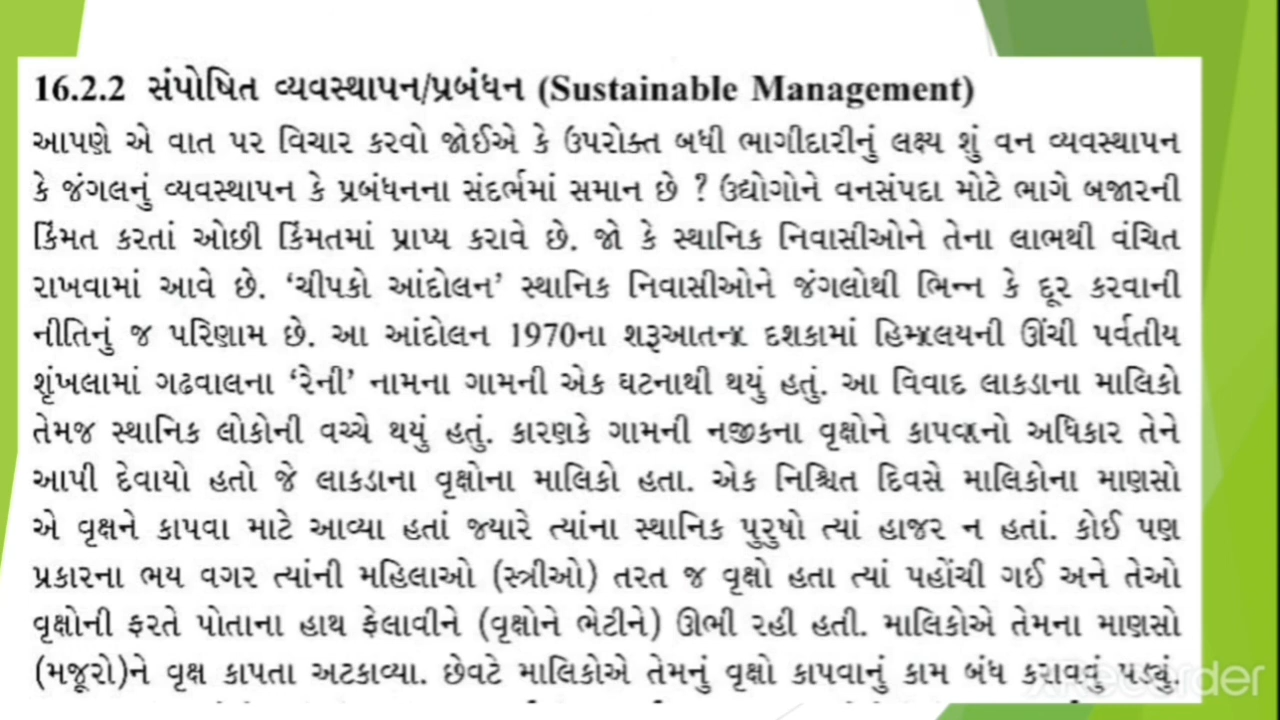 16.2.2 સંપોષિત વ્યવસ્થાપન/પ્રબંધન (Sustainable Management)
આપણે એ વાત પર વિચાર કરવો જોઈએ કે ઉપરોક્ત બધી ભાગીદારીનું લક્ષ્ય શું વન વ્યવસ્થાપન
કે જંગલનું વ્યવસ્થાપન કે પ્રબંધનના સંદર્ભમાં સમાન છે ? ઉદ્યોગોને વનસંપદા મોટે ભાગે બજારની
કિંમત કરતાં ઓછી કિંમતમાં પ્રાપ્ય કરાવે છે. જો કે સ્થાનિક નિવાસીઓને તેના લાભથી વંચિત
રાખવામાં આવે છે. ‘ચીપકો આંદોલન’ સ્થાનિક નિવાસીઓને જંગલોથી ભિન્ન કે દૂર કરવાની
નીતિનું જ પરિણામ છે. આ આંદોલન 1970ના શરૂઆતના દશકામાં હિમાલયની ઊંચી પર્વતીય
શૃંખલામાં ગઢવાલના ‘રેની’ નામના ગામની એક ઘટનાથી થયું હતું. આ વિવાદ લાકડાના માલિકો
તેમજ સ્થાનિક લોકોની વચ્ચે થયું હતું. કારણકે ગામની નજીકના વૃક્ષોને કાપવાનો અધિકાર તેને
આપી દેવાયો હતો જે લાકડાના વૃક્ષોના માલિકો હતા. એક નિશ્ચિત દિવસે માલિકોના માણસો
એ વૃક્ષને કાપવા માટે આવ્યા હતાં જ્યારે ત્યાંના સ્થાનિક પુરુષો ત્યાં હાજર ન હતાં. કોઈ પણ
પ્રકારના ભય વગર ત્યાંની મહિલાઓ (સ્ત્રીઓ) તરત જ વૃક્ષો હતા ત્યાં પહોંચી ગઈ અને તેઓ
વૃક્ષોની ફરતે પોતાના હાથ ફેલાવીને (વૃક્ષોને ભેટીને) ઊભી રહી હતી. માલિકોએ તેમના માણસો
(મજૂરો)ને વૃક્ષ કાપતા અટકાવ્યા. છેવટે માલિકોએ તેમનું વૃક્ષો કાપવાનું કામ બંધ કરાવવું પડ્યું.
XRecorder